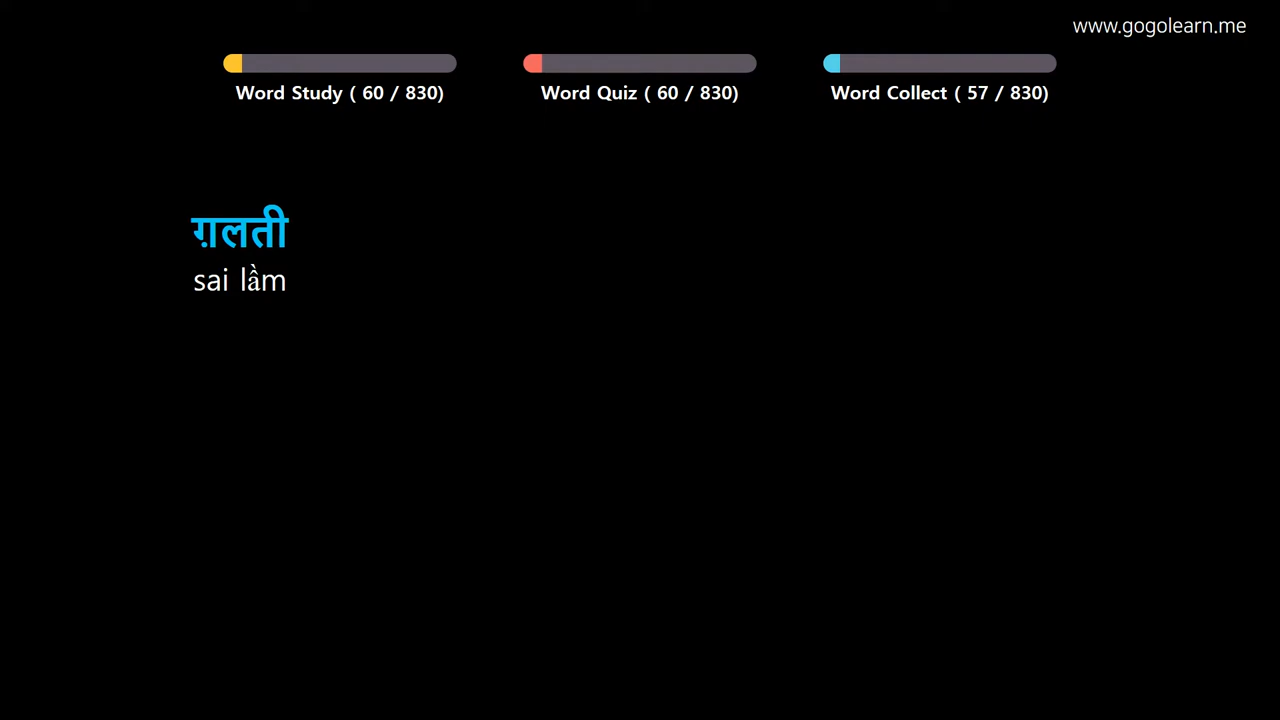 www.gogolearn.me
Word Study ( 60 / 830)
Word Quiz ( 60 / 830)
Word Collect ( 57 / 830)
ग़लती
sai lầm